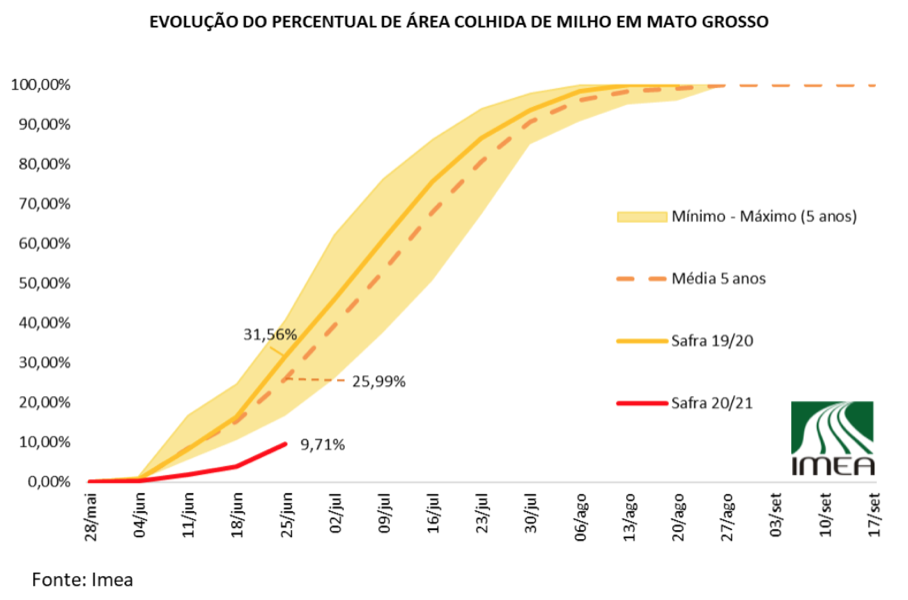 EVOLUÇÃO DO PERCENTUAL DE ÁREA COLHIDA DE MILHO EM MATO GROSSO
100,00%
90,00%
80,00%
70,00%
60,00%
50,00%
40,00%
30,00%
20,00%
10,00%
0,00%
31,56%
25,99%
9,71%
Mínimo - Máximo (5 anos)
Média 5 anos
Safra 19/20
Safra 20/21
IMEA
28/mai
04/jun
11/jun
18/jun
25/jun
02/jul
09/jul
16/jul
23/jul
30/jul
06/ago
13/ago
20/ago
27/ago
03/set
10/set
17/set
Fonte: Imea